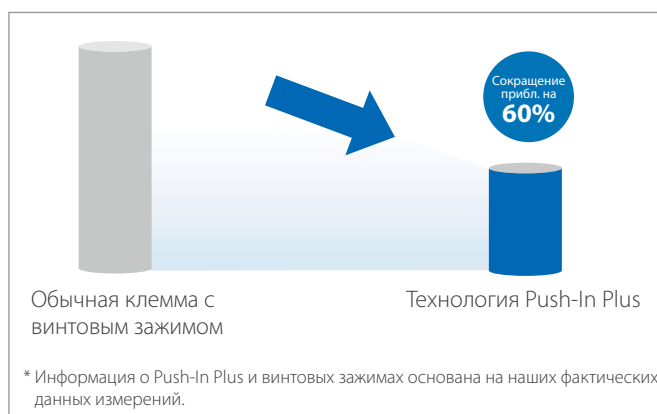 Сокращение
прибл. на
60%
Обычная клемма с
винтовым зажимом
Технология Push-In Plus
* Информация о Push-In Plus и винтовых зажимах основана на наших фактических
данных измерений.